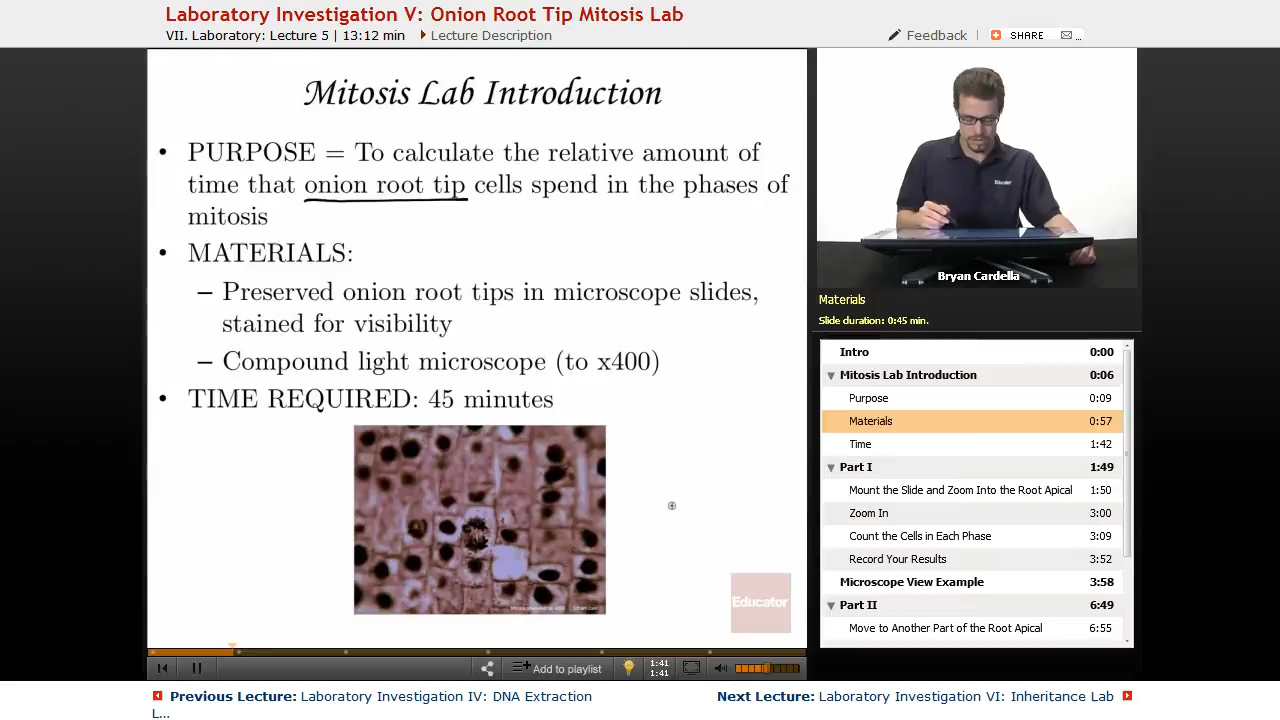 Laboratory Investigation V: Onion Root Tip Mitosis Lab
VII. Laboratory: Lecture 5 | 13:12 min
Lecture Description
Feedback
SHARE
Mitosis Lab Introduction
• PURPOSE = To calculate the relative amount of
time that onion root tip cells spend in the phases of
mitosis
• MATERIALS:
– Preserved onion root tips in microscope slides,
stained for visibility
– Compound light microscope (to x400)
• TIME REQUIRED: 45 minutes
Educator
Educator
Bryan Cardella
Materials
Slide duration: 0:45 min.
Intro 0:00
Mitosis Lab Introduction 0:06
Purpose 0:09
Materials 0:57
Time 1:42
Part I 1:49
Mount the Slide and Zoom Into the Root Apical 1:50
Zoom In 3:00
Count the Cells in Each Phase 3:09
Record Your Results 3:52
Microscope View Example 3:58
Part II 6:49
Move to Another Part of the Root Apical 6:55
Add to playlist
1:41
1:41
Previous Lecture: Laboratory Investigation IV: DNA Extraction
L...
Next Lecture: Laboratory Investigation VI: Inheritance Lab